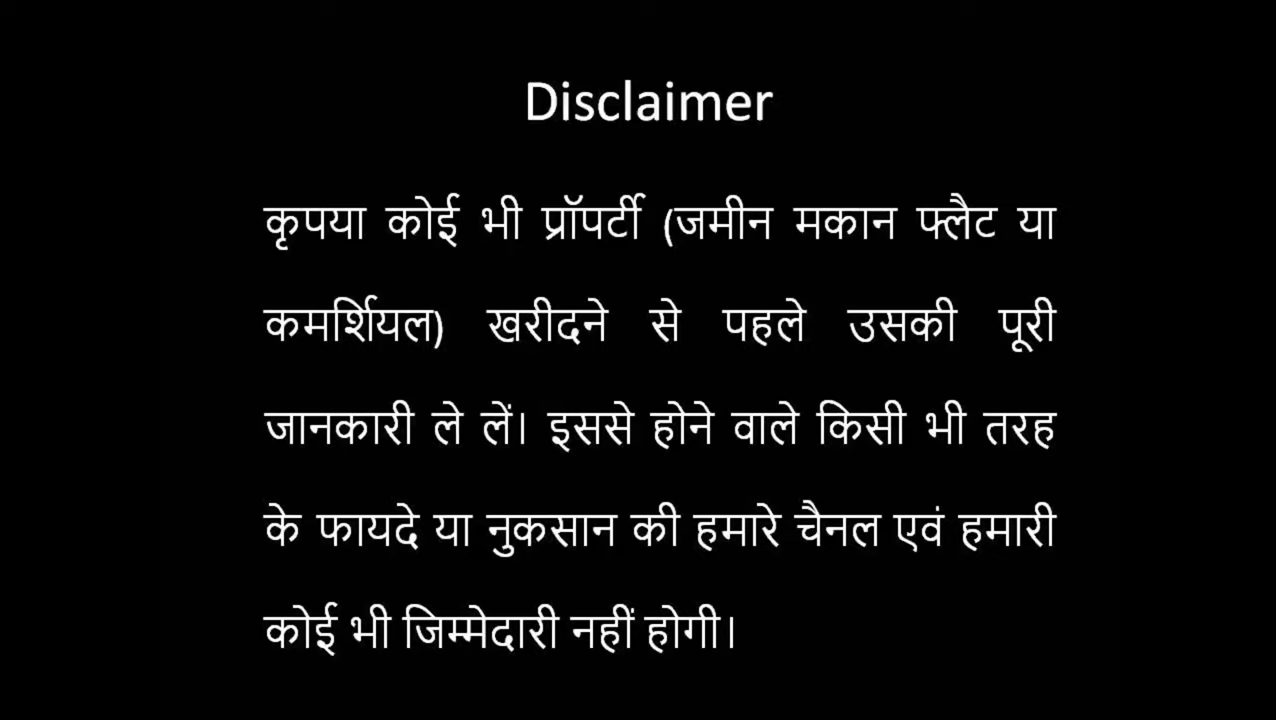 Disclaimer
कृपया कोई भी प्रॉपर्टी (जमीन मकान फ्लैट या
कमर्शियल) खरीदने से पहले उसकी पूरी
जानकारी ले लें। इससे होने वाले किसी भी तरह
के फायदे या नुकसान की हमारे चैनल एवं हमारी
कोई भी जिम्मेदारी नहीं होगी।